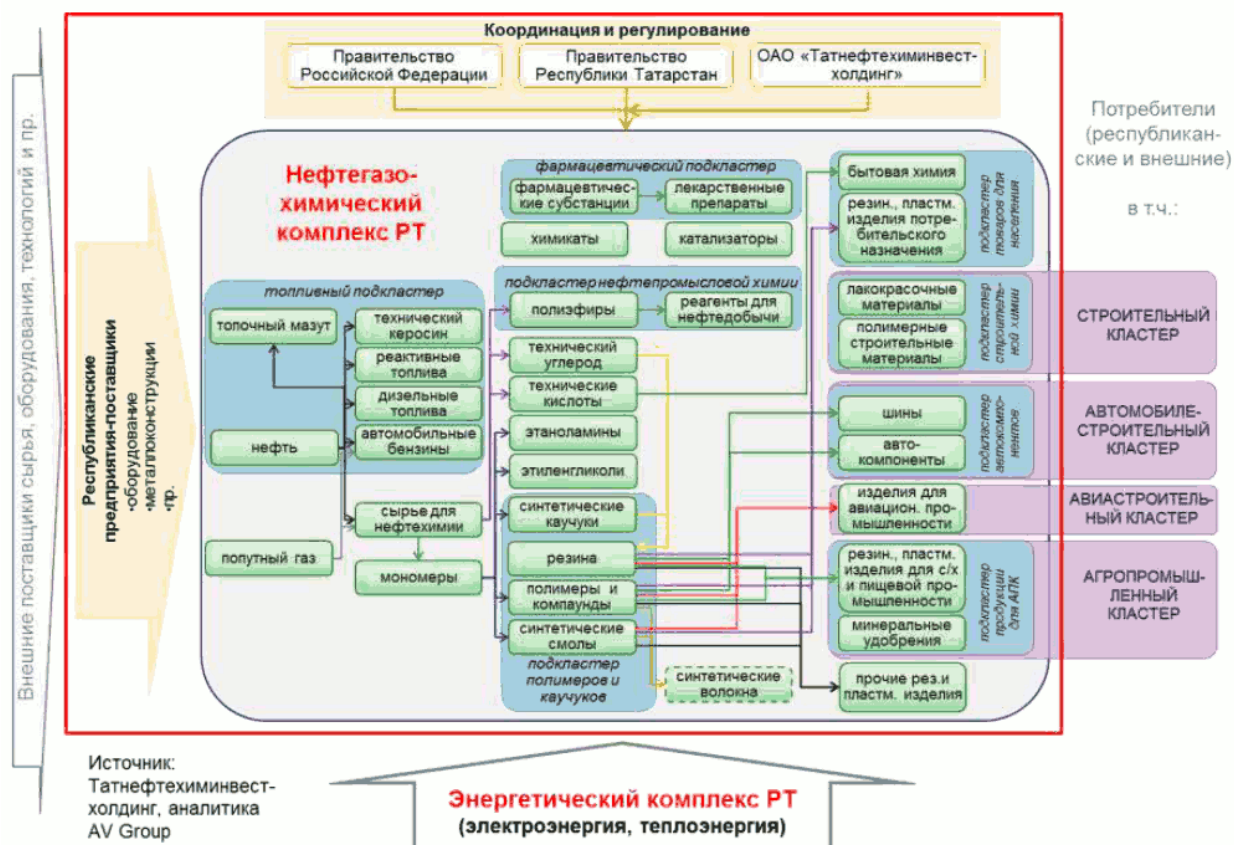 Координация и регулирование
Правительство
Российской Федерации
Правительство
Республики Татарстан
ОАО «Татнефтехиминвест-
холдинг»
Внешние поставщики сырья, оборудования, технологий и пр.
Республиканские
предприятия-поставщики
•оборудование
•металлоконструкции
•пр.
Нефтегазо-
химический
комплекс РТ
топливный подкластер
топочный мазут
технический
керосин
реактивные
топлива
дизельные
топлива
нефть
автомобильные
бензины
сырье для
нефтехимии
попутный газ
мономеры
фармацевтический подкластер
фармацевтичес-
кие субстанции
лекарственные
препараты
химикаты
катализаторы
подкластер нефтепромысловой химии
полиэфиры
реагенты для
нефтедобычи
технический
углерод
технические
кислоты
этаноламины
этиленгликоли
синтетические
каучуки
резина
полимеры и
компаунды
синтетические
смолы
подкластер
полимеров и
каучуков
синтетические
волокна
бытовая химия
резин., пластм.
изделия потре-
бительского
назначения
подкластер
товаров для
населения
лакокрасочные
материалы
полимерные
строительные
материалы
подкластер
строитель-
ной химии
шины
авто-
компоненты
подкластер
автокомпо-
нентов
изделия для
авиацион. про-
мышленности
резин., пластм.
изделия для с/х
и пищевой про-
мышленности
минеральные
удобрения
подкластер
продукции
для АПК
прочие рез.и
пластм. изделия
Потребители
(республикан-
ские и внешние)
в т.ч.:
СТРОИТЕЛЬНЫЙ
КЛАСТЕР
АВТОМОБИЛЕ-
СТРОИТЕЛЬНЫЙ
КЛАСТЕР
АВИАСТРОИТЕЛЬ-
НЫЙ КЛАСТЕР
АГРОПРОМЫШ-
ЛЕННЫЙ
КЛАСТЕР
Источник:
Татнефтехиминвест-
холдинг, аналитика
AV Group
Энергетический комплекс РТ
(электроэнергия, теплоэнергия)